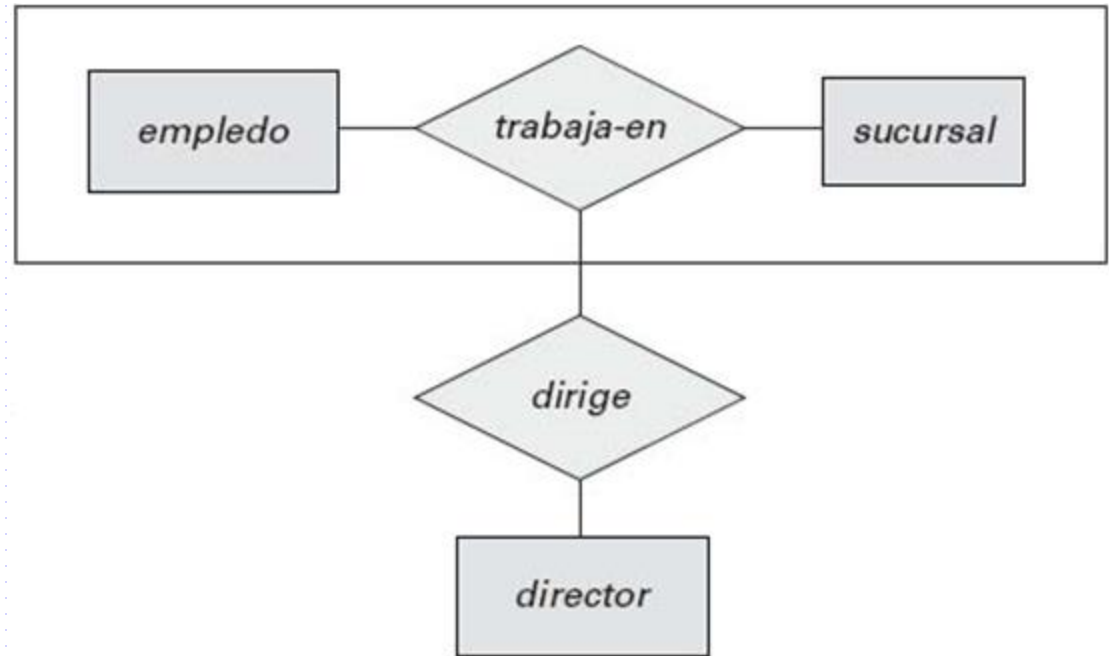 empledo
trabaja-en
sucursal
dirige
director